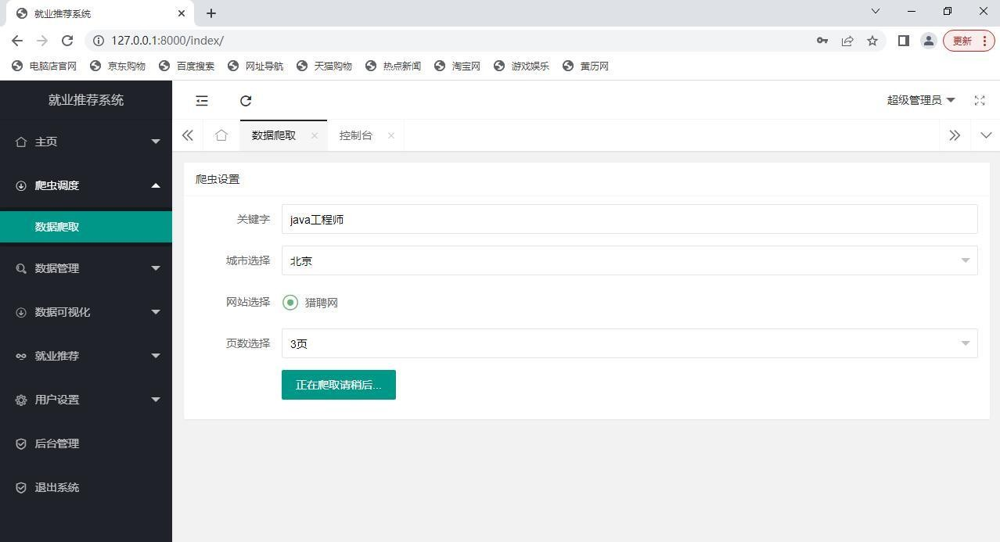 就业推荐系统
127.0.0.1:8000/index/
更新
电脑店官网 京东购物 百度搜索 网址导航 天猫购物 热点新闻 淘宝网 游戏娱乐 黄历网
就业推荐系统
超级管理员
主页
爬虫调度
数据爬取
数据管理
数据可视化
就业推荐
用户设置
后台管理
退出系统
数据爬取 控制台
爬虫设置
关键字 java工程师
城市选择 北京
网站选择 猎聘网
页数选择 3页
正在爬取请稍后...